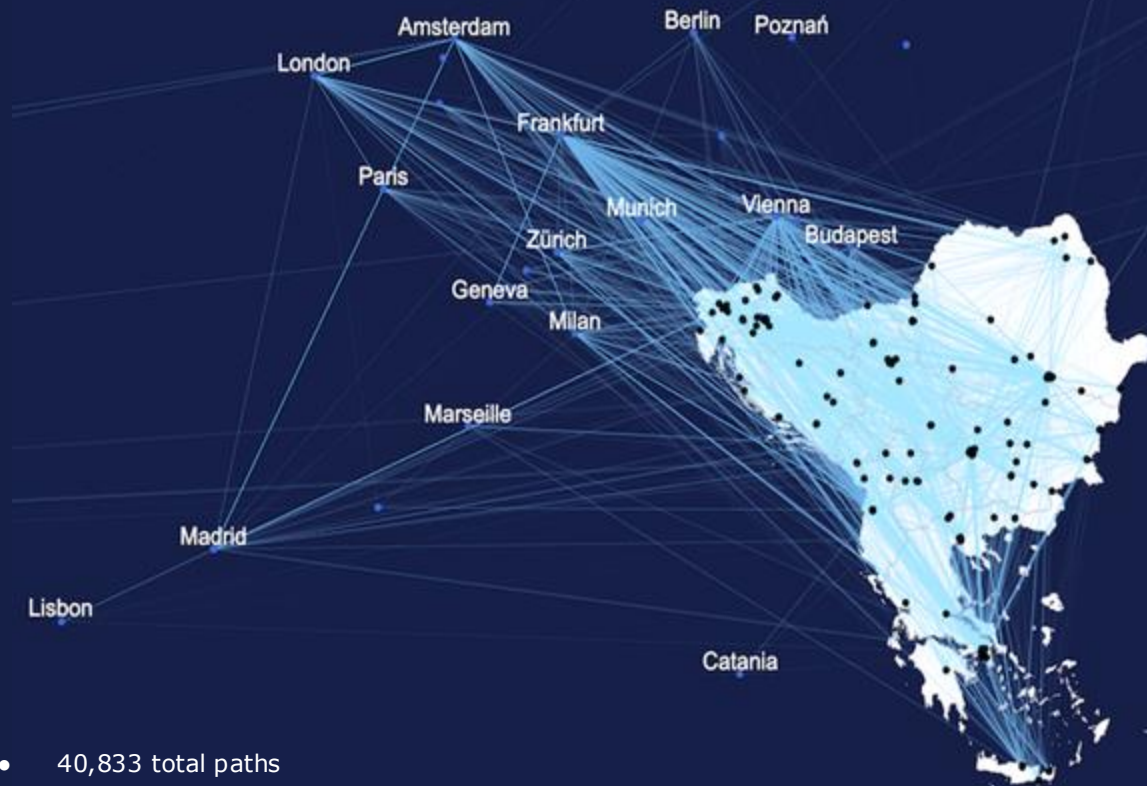 Amsterdam
Berlin
Poznań
London
Frankfurt
Paris
Munich
Vienna
Zürich
Budapest
Geneva
Milan
Marseille
Madrid
Lisbon
Catania
● 40,833 total paths